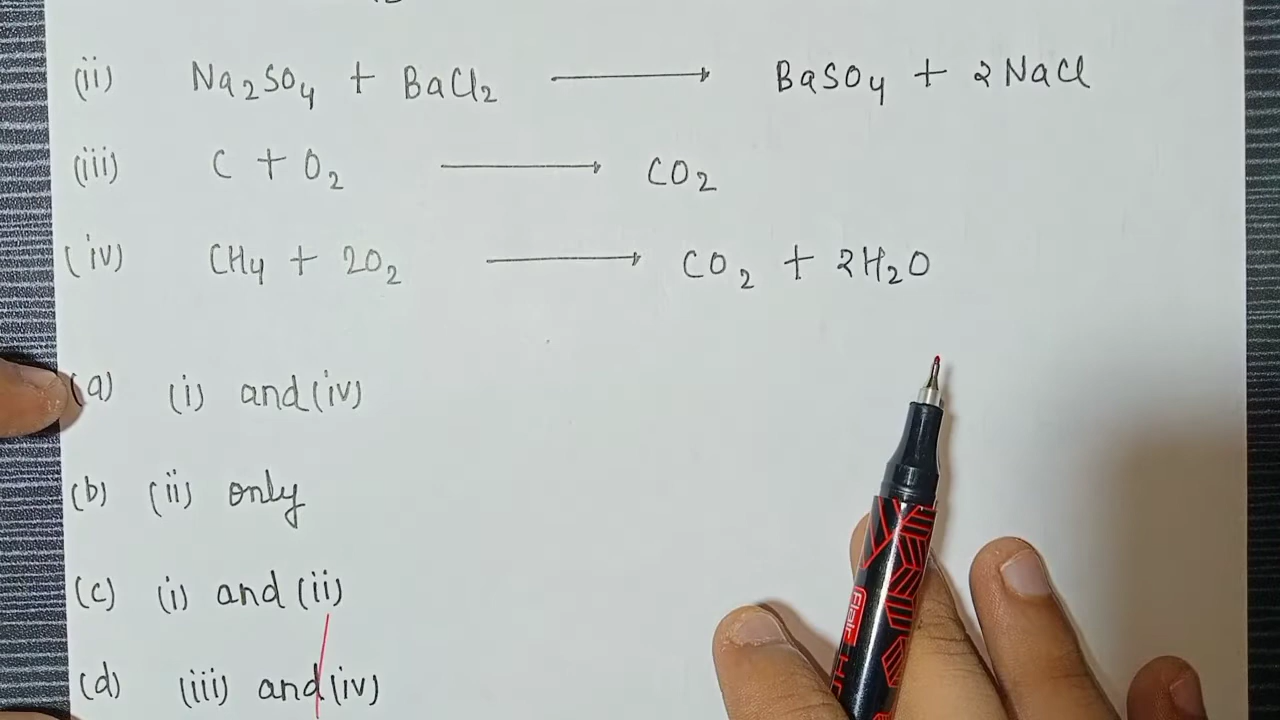 (ii) Na₂SO₄ + BaCl₂ ⟶ BaSO₄ + 2NaCl
(iii) C + O₂ ⟶ CO₂
(iv) CH₄ + 2O₂ ⟶ CO₂ + 2H₂O
(a) (i) and (iv)
(b) (ii) only
(c) (i) and (ii)
(d) (iii) and (iv)
Flair